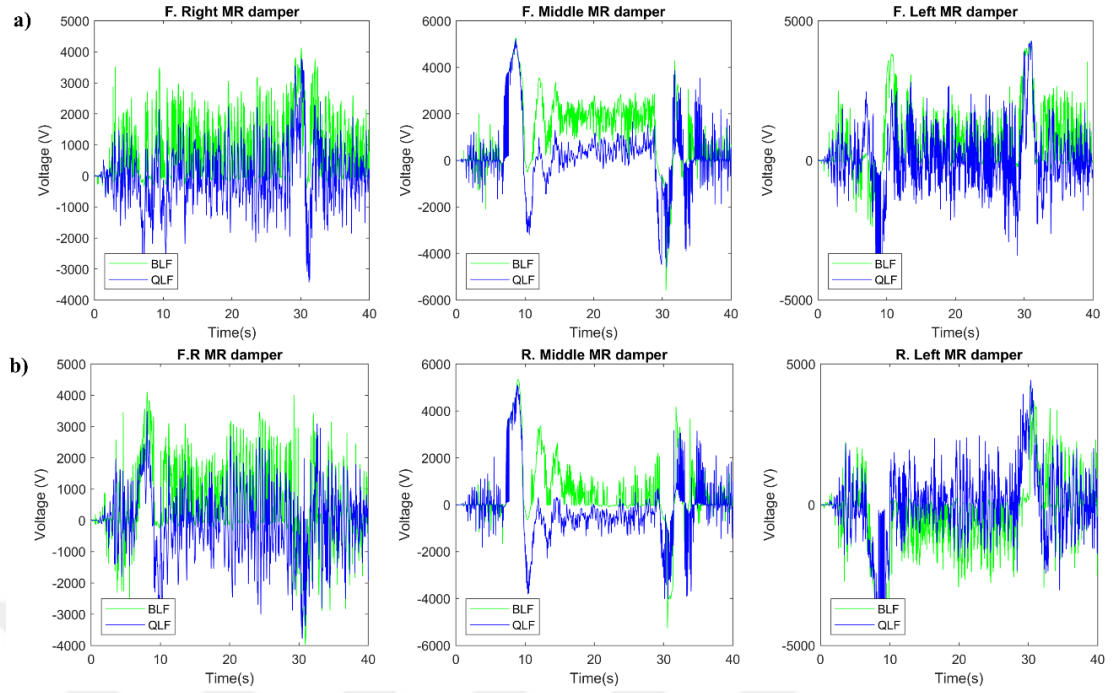 a)
F. Right MR damper
5000
4000
3000
2000
1000
0
-1000
-2000
-3000
-4000
Voltage (V)
BLF
QLF
0 10 20 30 40
Time(s)
F. Middle MR damper
6000
4000
2000
0
-2000
-4000
-6000
Voltage (V)
BLF
QLF
0 10 20 30 40
Time(s)
F. Left MR damper
5000
0
-5000
Voltage (V)
BLF
QLF
0 10 20 30 40
Time(s)
b)
F.R MR damper
5000
4000
3000
2000
1000
0
-1000
-2000
-3000
-4000
Voltage (V)
BLF
QLF
0 10 20 30 40
Time(s)
R. Middle MR damper
6000
4000
2000
0
-2000
-4000
-6000
Voltage (V)
BLF
QLF
0 10 20 30 40
Time(s)
R. Left MR damper
5000
0
-5000
Voltage (V)
BLF
QLF
0 10 20 30 40
Time(s)